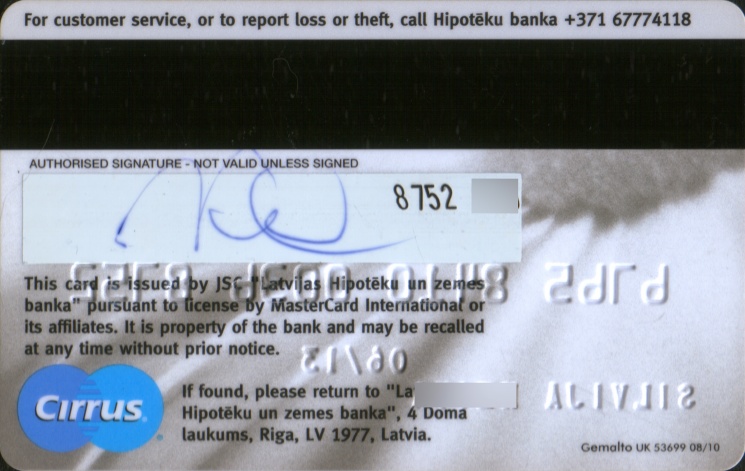 For customer service, or to report loss or theft, call Hipotēku banka +371 67774118
AUTHORISED SIGNATURE - NOT VALID UNLESS SIGNED
8752
This card is issued by JSC "Latvijas Hipotēku un zemes
banka" pursuant to license by MasterCard International or
its affiliates. It is property of the bank and may be recalled
at any time without prior notice.
06/13
SILVIJA
Cirrus
If found, please return to
Hipotēku un zemes banka", 4 Doma
laukums, Riga, LV 1977, Latvia.
Gemalto UK 53699 08/10